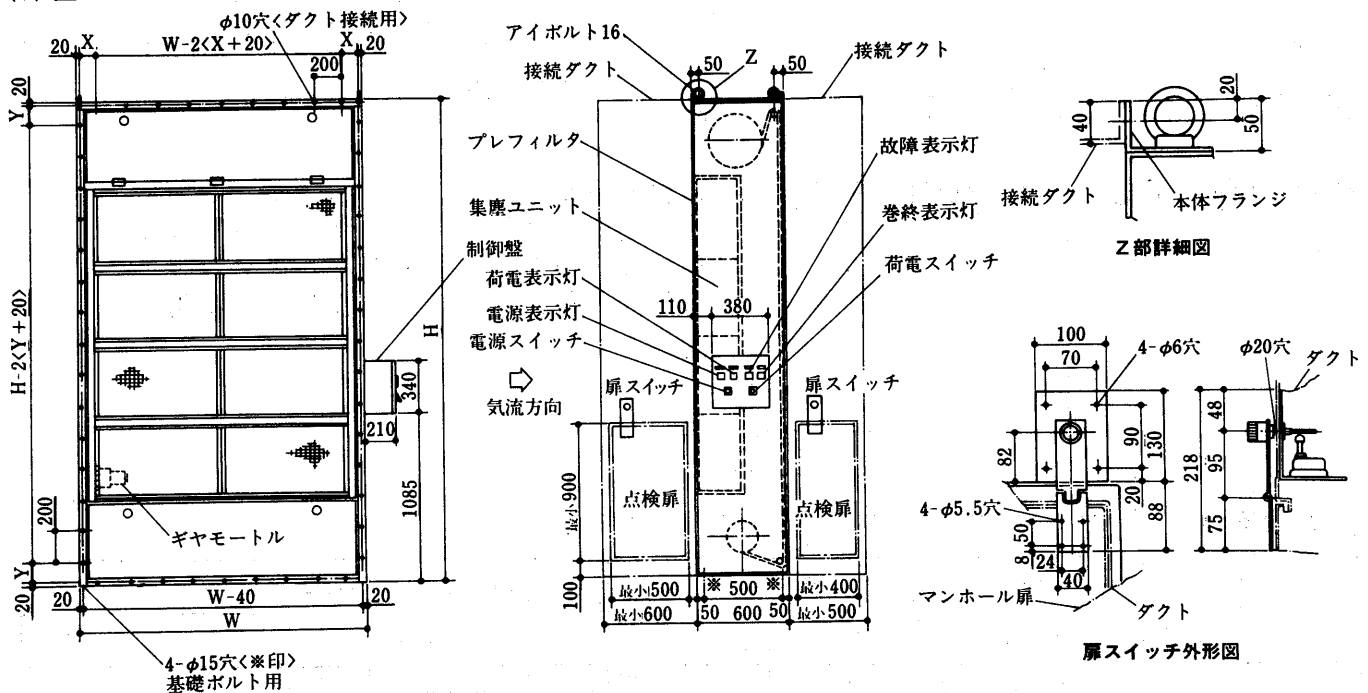 φ10穴<ダクト接続用>
20 X W-2<X+20> X 20
200
20
Y
H-2<Y+20>
H
制御盤
340
210
1085
200
ギヤモートル
Y
20
20 W-40 20
W
4-φ15穴<※印>
基礎ボルト用
アイボルト16
50 Z 50
接続ダクト
接続ダクト
プレフィルタ
集塵ユニット
荷電表示灯
電源表示灯
電源スイッチ
故障表示灯
巻終表示灯
荷電スイッチ
110 380
気流方向
扉スイッチ
扉スイッチ
最小900
点検扉
点検扉
100
最小500 ※ 500 ※ 最小400
最小600 50 600 50 最小500
20
40
50
接続ダクト
本体フランジ
Z部詳細図
100
70
4-φ6穴
φ20穴
ダクト
82
90
130
20
88
218
48
95
75
4-φ5.5穴
50
8
24
40
マンホール扉
ダクト
扉スイッチ外形図